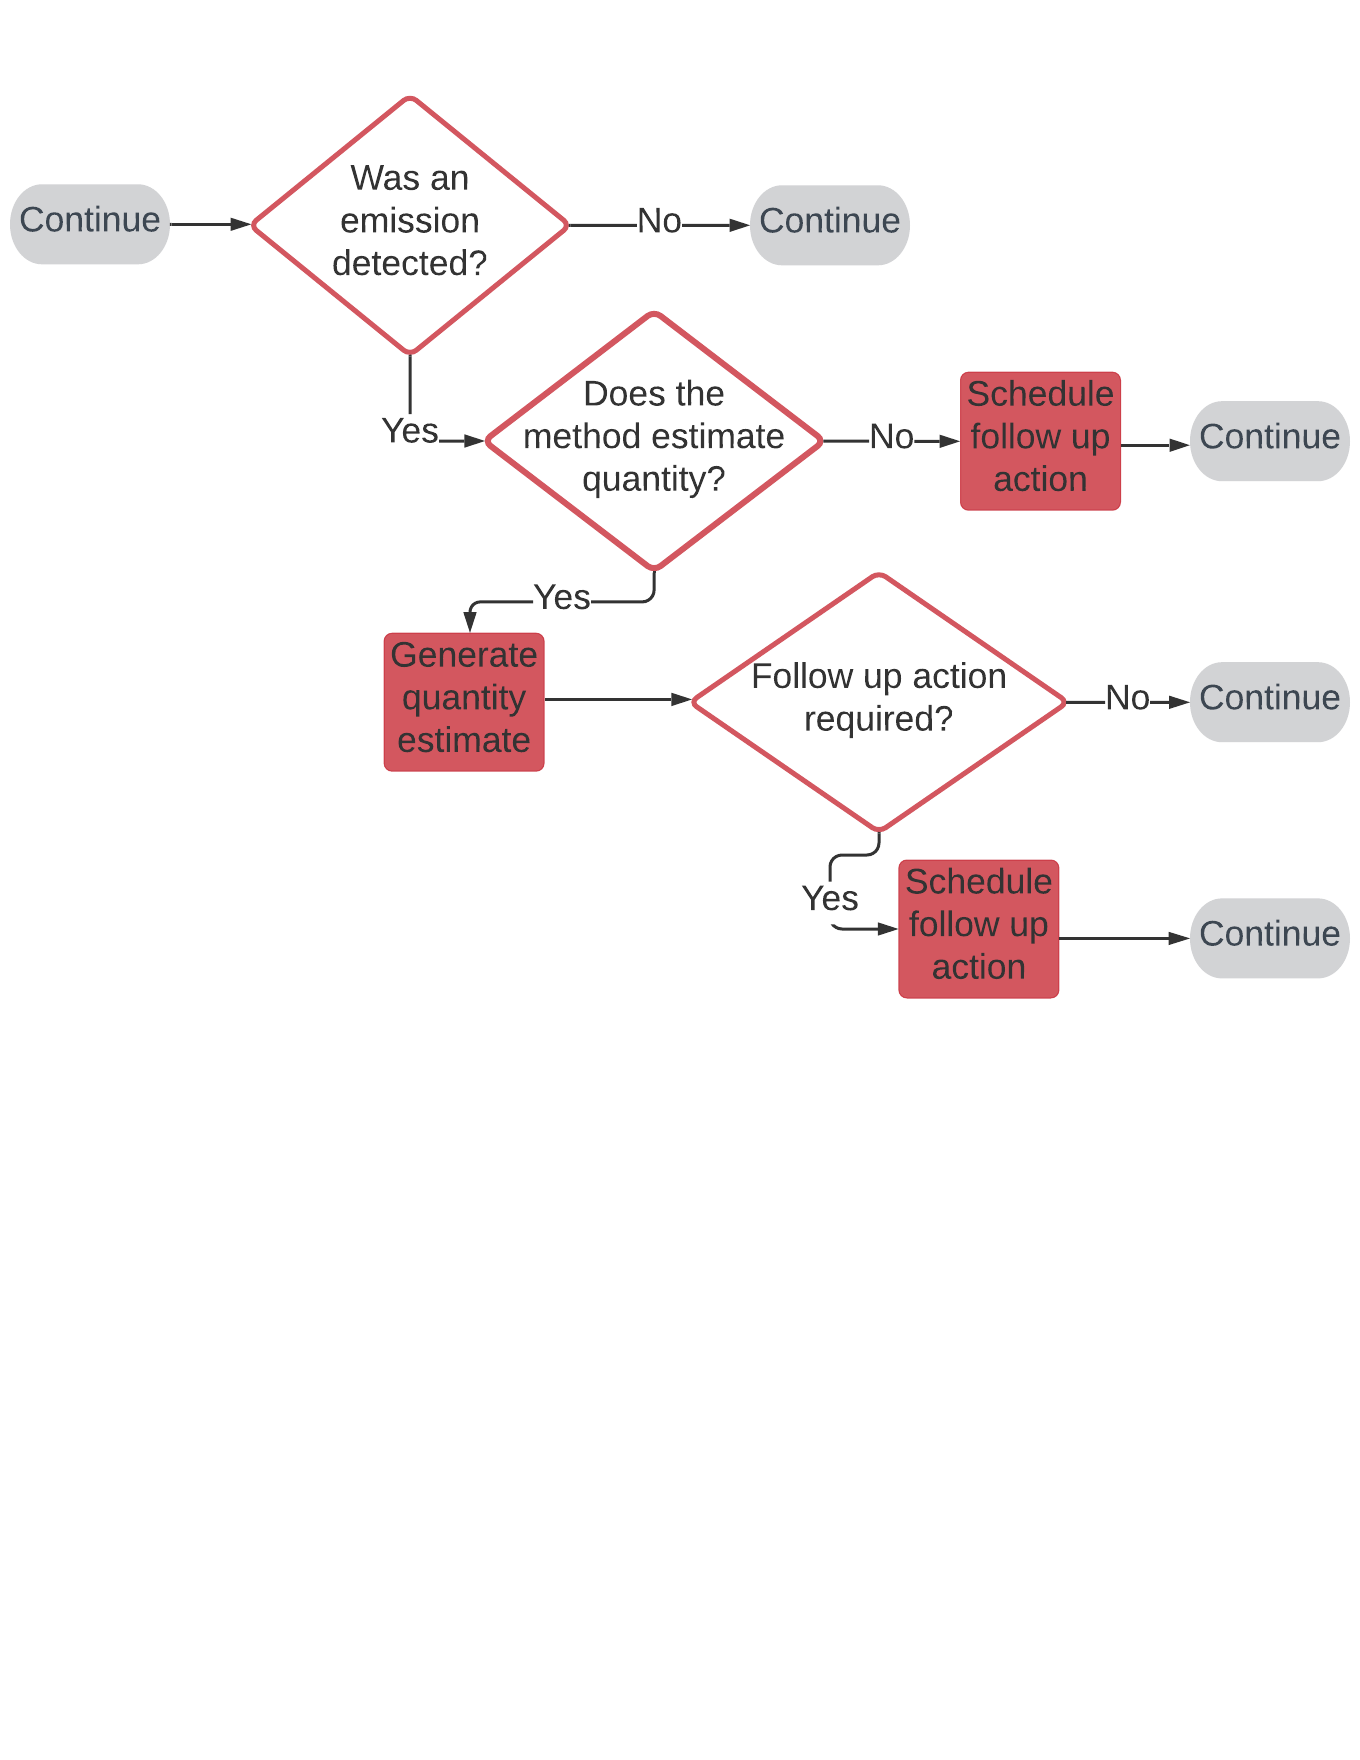 Continue
Was an
emission
detected?
No
Continue
Yes
Does the
method estimate
quantity?
No
Schedule
follow up
action
Continue
Yes
Generate
quantity
estimate
Follow up action
required?
No
Continue
Yes
Schedule
follow up
action
Continue